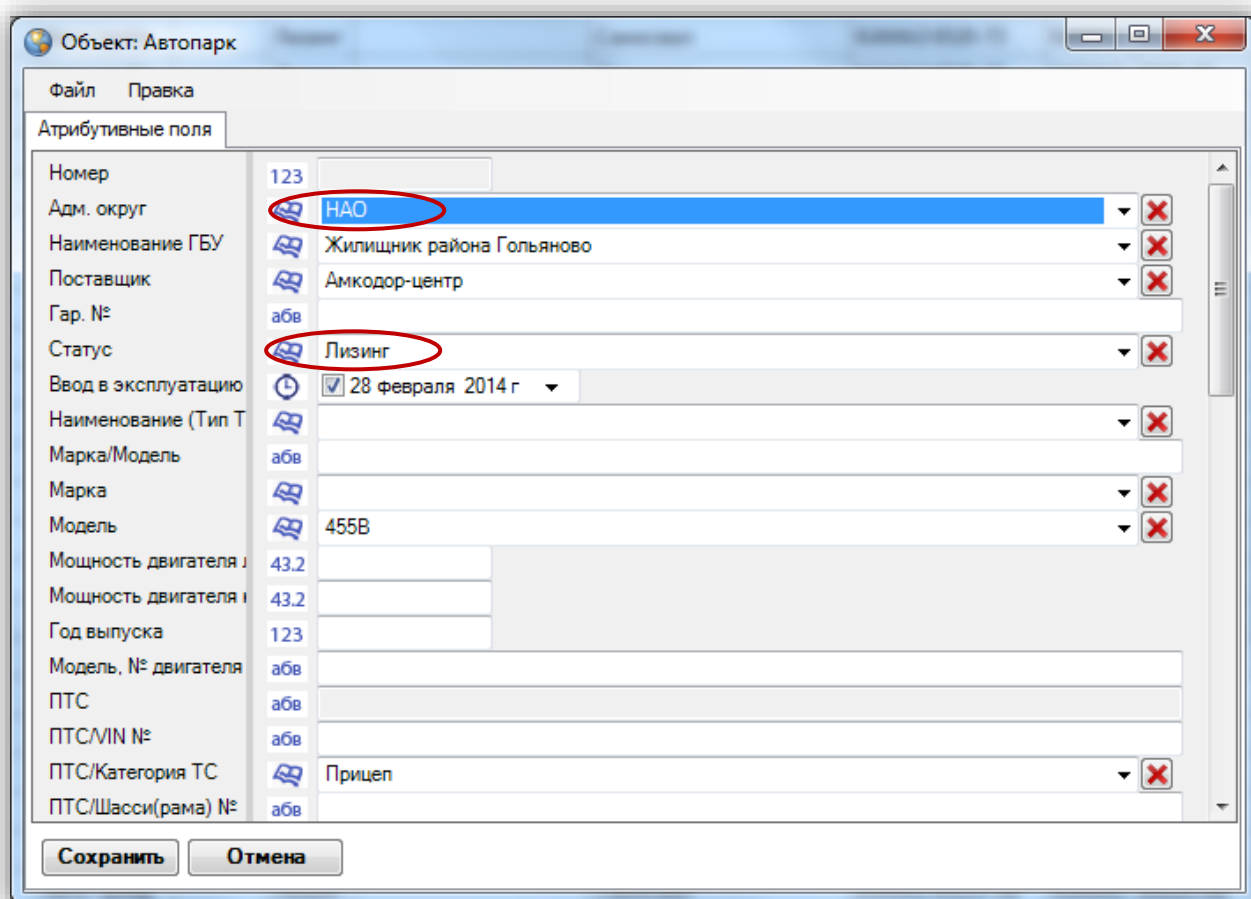 Объект: Автопарк
Файл Правка
Атрибутивные поля
Номер 123
Адм. округ НАО
Наименование ГБУ Жилищник района Гольяново
Поставщик Амкодор-центр
Гар. № абв
Статус Лизинг
Ввод в эксплуатацию 28 февраля 2014 г
Наименование (Тип Т
Марка/Модель абв
Марка
Модель 455В
Мощность двигателя л 43.2
Мощность двигателя к 43.2
Год выпуска 123
Модель, № двигателя абв
ПТС абв
ПТС/VIN № абв
ПТС/Категория ТС Прицеп
ПТС/Шасси(рама) № абв
Сохранить Отмена